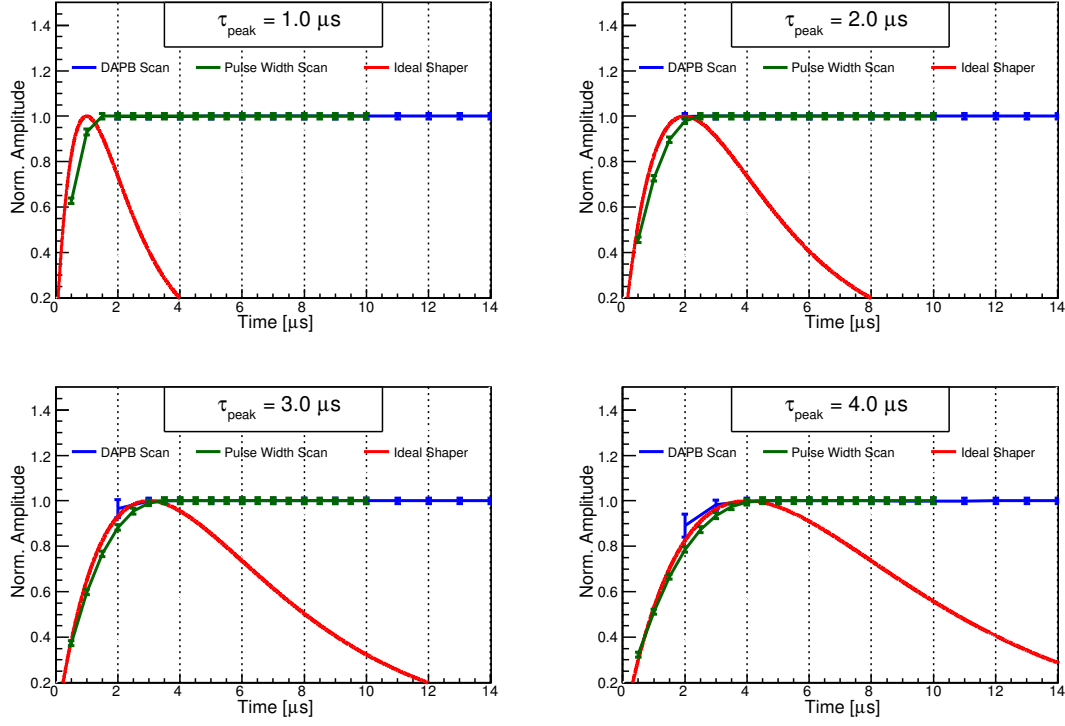 τpeak = 1.0 μs
DAPB Scan Pulse Width Scan Ideal Shaper
Norm. Amplitude
1.4
1.2
1.0
0.8
0.6
0.4
0.2
0 2 4 6 8 10 12 14
Time [μs]
τpeak = 2.0 μs
DAPB Scan Pulse Width Scan Ideal Shaper
Norm. Amplitude
1.4
1.2
1.0
0.8
0.6
0.4
0.2
0 2 4 6 8 10 12 14
Time [μs]
τpeak = 3.0 μs
DAPB Scan Pulse Width Scan Ideal Shaper
Norm. Amplitude
1.4
1.2
1.0
0.8
0.6
0.4
0.2
0 2 4 6 8 10 12 14
Time [μs]
τpeak = 4.0 μs
DAPB Scan Pulse Width Scan Ideal Shaper
Norm. Amplitude
1.4
1.2
1.0
0.8
0.6
0.4
0.2
0 2 4 6 8 10 12 14
Time [μs]